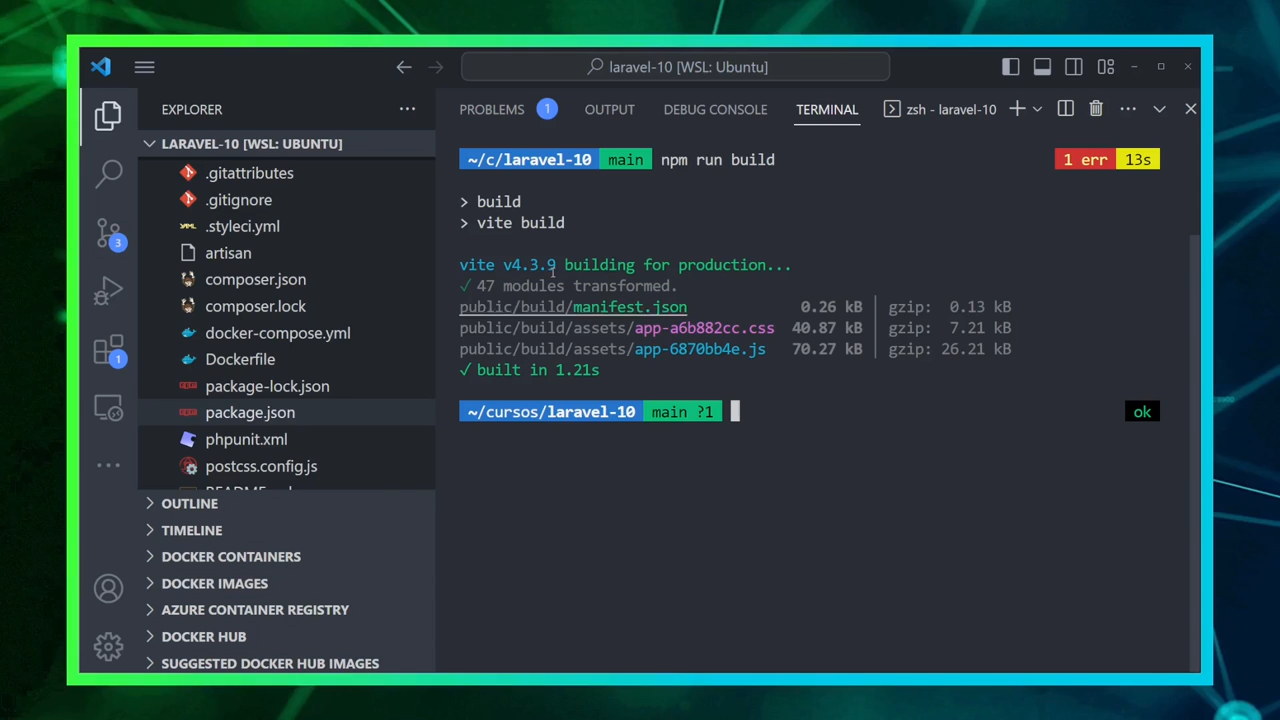 laravel-10 [WSL: Ubuntu]
EXPLORER
LARAVEL-10 [WSL: UBUNTU]
.gitattributes
.gitignore
YAML .styleci.yml
artisan
composer.json
composer.lock
docker-compose.yml
Dockerfile
package-lock.json
package.json
phpunit.xml
postcss.config.js
OUTLINE
TIMELINE
DOCKER CONTAINERS
DOCKER IMAGES
AZURE CONTAINER REGISTRY
DOCKER HUB
SUGGESTED DOCKER HUB IMAGES
3
1
PROBLEMS 1 OUTPUT DEBUG CONSOLE TERMINAL zsh - laravel-10
~/c/laravel-10 main npm run build 1 err 13s
> build
> vite build
vite v4.3.9 building for production...
✓ 47 modules transformed.
public/build/manifest.json 0.26 kB │ gzip: 0.13 kB
public/build/assets/app-a6b882cc.css 40.87 kB │ gzip: 7.21 kB
public/build/assets/app-6870bb4e.js 70.27 kB │ gzip: 26.21 kB
✓ built in 1.21s
~/cursos/laravel-10 main ?1 ok